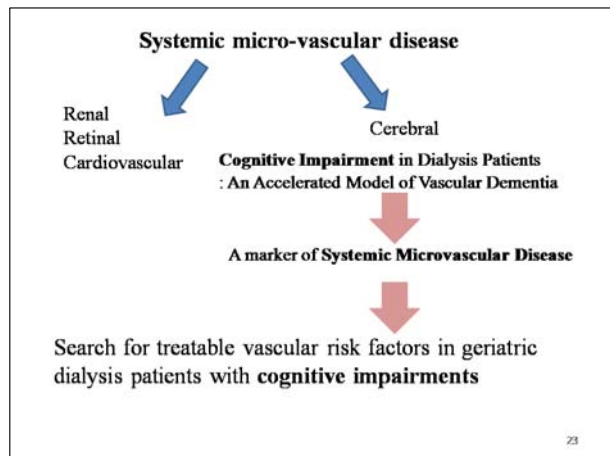 Systemic micro-vascular disease
Renal
Retinal
Cardiovascular
Cerebral
Cognitive Impairment in Dialysis Patients
: An Accelerated Model of Vascular Dementia
A marker of Systemic Microvascular Disease
Search for treatable vascular risk factors in geriatric
dialysis patients with cognitive impairments
23